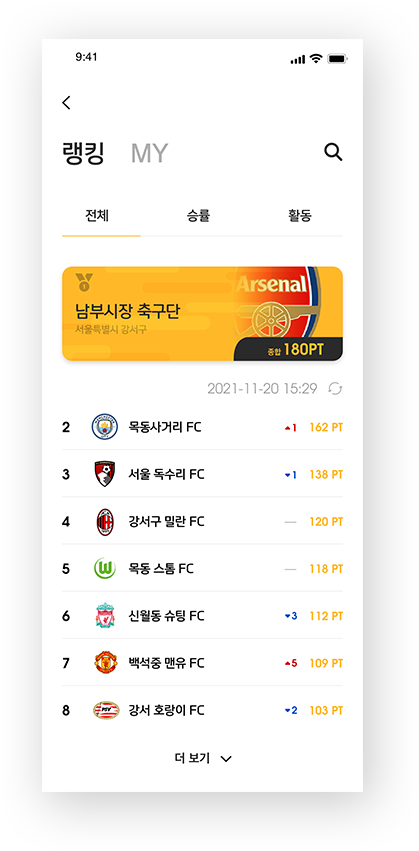 9:41
랭킹 MY
전체 승률 활동
1
Arsenal
남부시장 축구단
서울특별시 강서구
종합 180PT
2021-11-20 15:29
2 목동사거리 FC 1 162 PT
3 서울 독수리 FC 1 138 PT
4 강서구 밀란 FC — 120 PT
5 목동 스톰 FC — 118 PT
6 신월동 슈팅 FC 3 112 PT
7 백석중 맨유 FC 5 109 PT
8 PSV 강서 호랑이 FC 2 103 PT
더 보기